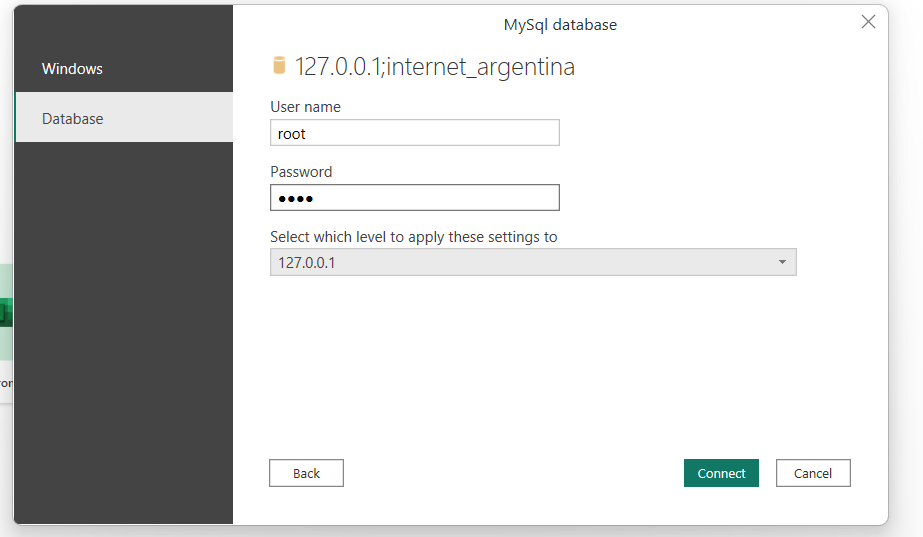 MySql database
Windows
Database
127.0.0.1;internet_argentina
User name
root
Password
●●●●
Select which level to apply these settings to
127.0.0.1
Back
Connect
Cancel